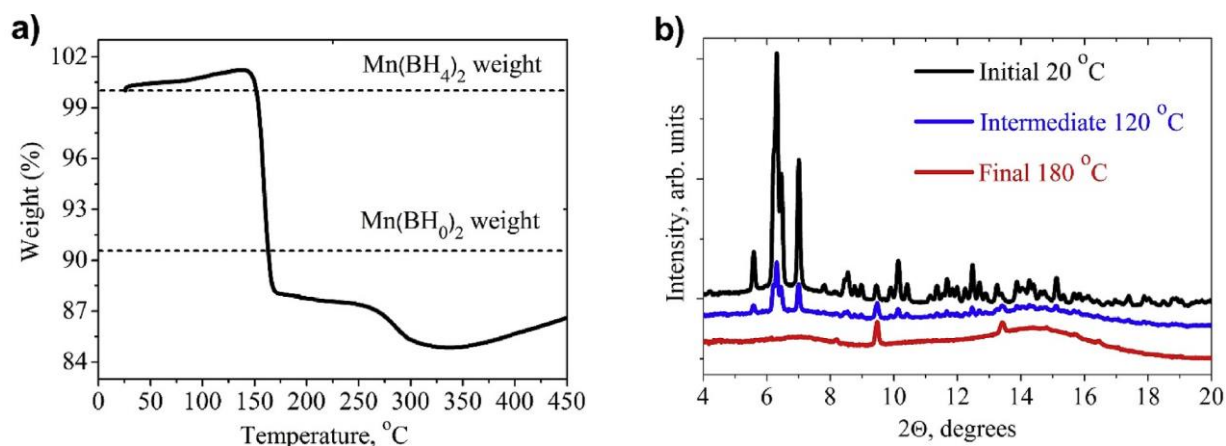 a)
102
99
96
93
90
87
84
Weight (%)
Mn(BH₄)₂ weight
Mn(BH₀)₂ weight
0 50 100 150 200 250 300 350 400 450
Temperature, °C
b)
Intensity, arb. units
Initial 20 °C
Intermediate 120 °C
Final 180 °C
4 6 8 10 12 14 16 18 20
2Θ, degrees